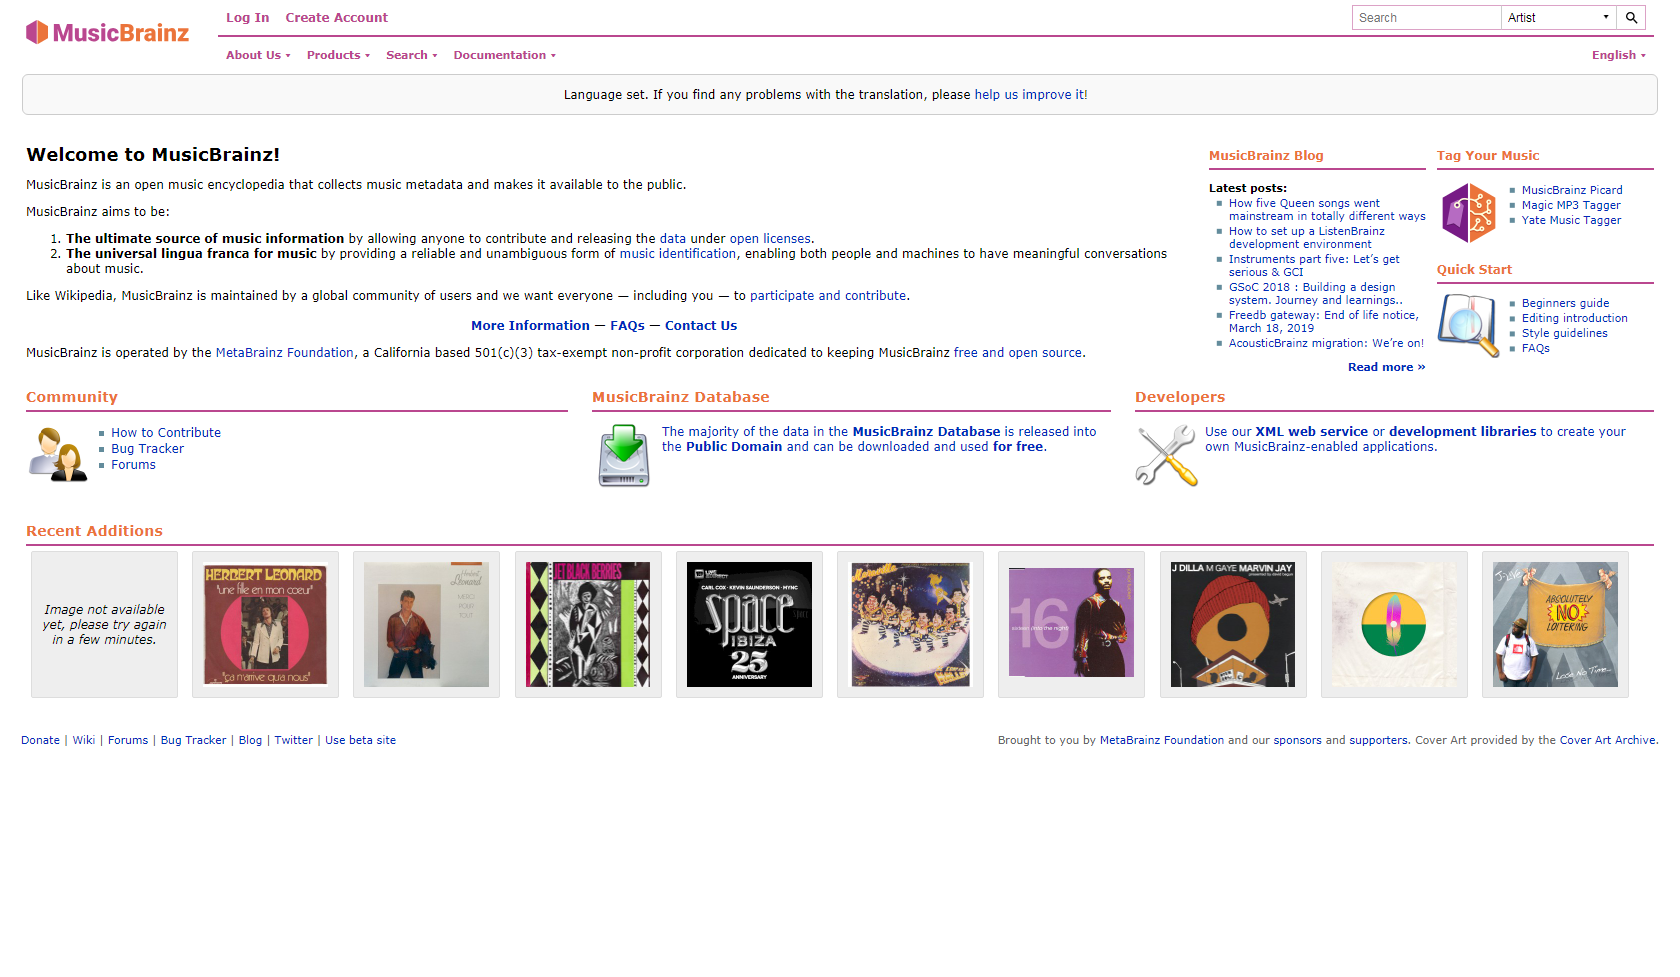 MusicBrainz
Log In Create Account
Search Artist
About Us Products Search Documentation
English
Language set. If you find any problems with the translation, please help us improve it!
Welcome to MusicBrainz!
MusicBrainz is an open music encyclopedia that collects music metadata and makes it available to the public.
MusicBrainz aims to be:
1. The ultimate source of music information by allowing anyone to contribute and releasing the data under open licenses.
2. The universal lingua franca for music by providing a reliable and unambiguous form of music identification, enabling both people and machines to have meaningful conversations
about music.
Like Wikipedia, MusicBrainz is maintained by a global community of users and we want everyone — including you — to participate and contribute.
More Information — FAQs — Contact Us
MusicBrainz is operated by the MetaBrainz Foundation, a California based 501(c)(3) tax-exempt non-profit corporation dedicated to keeping MusicBrainz free and open source.
MusicBrainz Blog
Latest posts:
How five Queen songs went
mainstream in totally different ways
How to set up a ListenBrainz
development environment
Instruments part five: Let's get
serious & GCI
GSoC 2018 : Building a design
system. Journey and learnings..
Freedb gateway: End of life notice,
March 18, 2019
AcousticBrainz migration: We're on!
Read more »
Tag Your Music
MusicBrainz Picard
Magic MP3 Tagger
Yate Music Tagger
Quick Start
Beginners guide
Editing introduction
Style guidelines
FAQs
Community
How to Contribute
Bug Tracker
Forums
MusicBrainz Database
The majority of the data in the MusicBrainz Database is released into
the Public Domain and can be downloaded and used for free.
Developers
Use our XML web service or development libraries to create your
own MusicBrainz-enabled applications.
Recent Additions
Image not available
yet, please try again
in a few minutes.
HERBERT LEONARD
"une fille en mon cœur"
"ça n'arrive qu'à nous"
Herbert
Leonard
MERCI
POUR
TOUT
JET BLACK BERRIES
CARL COX · KEVIN SAUNDERSON · MYNC
space
IBIZA
25
ANNIVERSARY
16
J DILLA M GAYE MARVIN JAY
J-LIVE
ABSOLUTELY
NO
LOITERING
Look No Time...
Donate | Wiki | Forums | Bug Tracker | Blog | Twitter | Use beta site
Brought to you by MetaBrainz Foundation and our sponsors and supporters. Cover Art provided by the Cover Art Archive.